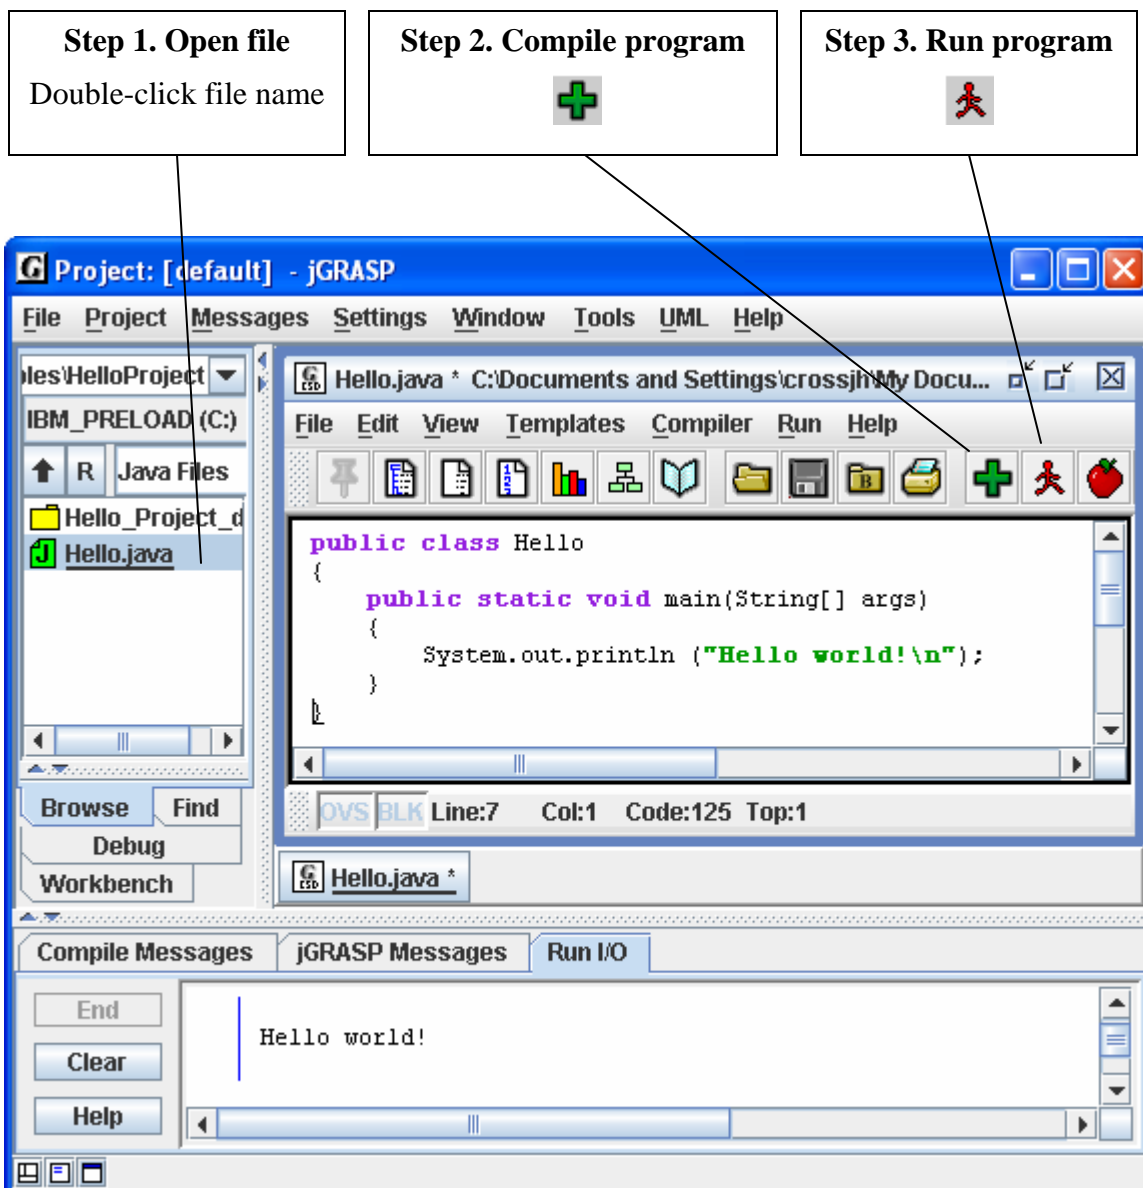 Step 1. Open file
Double-click file name
Step 2. Compile program
Step 3. Run program
Project: [default] - jGRASP
File Project Messages Settings Window Tools UML Help
les\HelloProject
IBM_PRELOAD (C:)
R Java Files
Hello_Project_d
Hello.java
Browse Find
Debug
Workbench
Hello.java * C:\Documents and Settings\crossjh\My Docu...
File Edit View Templates Compiler Run Help
B
public class Hello
{
public static void main(String[] args)
{
System.out.println ("Hello world!\n");
}
}
OVS BLK Line:7 Col:1 Code:125 Top:1
Hello.java *
Compile Messages jGRASP Messages Run I/O
End
Clear
Help
Hello world!